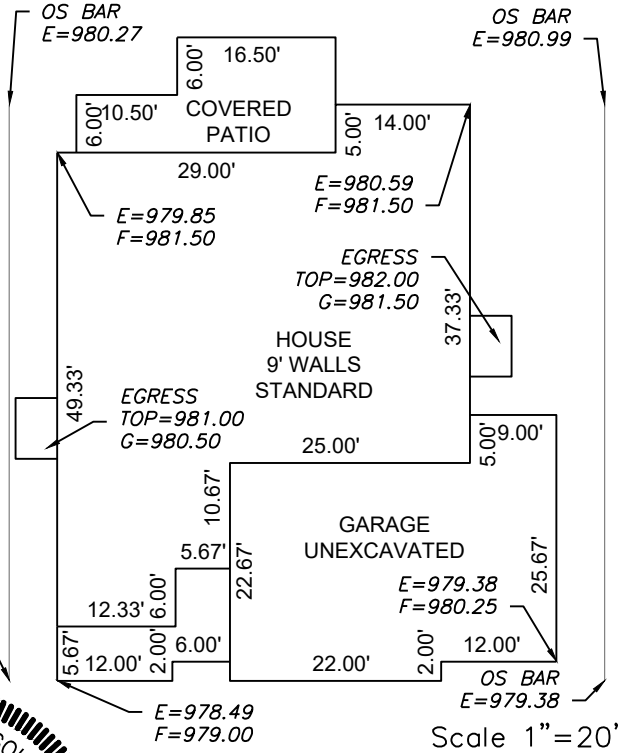 OS BAR
E=980.27
OS BAR
E=980.99
16.50'
6.00'
10.50'
6.00'
COVERED
PATIO
14.00'
5.00'
29.00'
E=980.59
F=981.50
E=979.85
F=981.50
EGRESS
TOP=982.00
G=981.50
37.33'
HOUSE
9' WALLS
STANDARD
49.33'
EGRESS
TOP=981.00
G=980.50
9.00'
5.00'
25.00'
10.67'
GARAGE
UNEXCAVATED
5.67'
22.67'
25.67'
E=979.38
F=980.25
12.33'
6.00'
5.67'
12.00'
2.00'
6.00'
22.00'
2.00'
12.00'
OS BAR
E=979.38
E=978.49
F=979.00
Scale 1"=20'